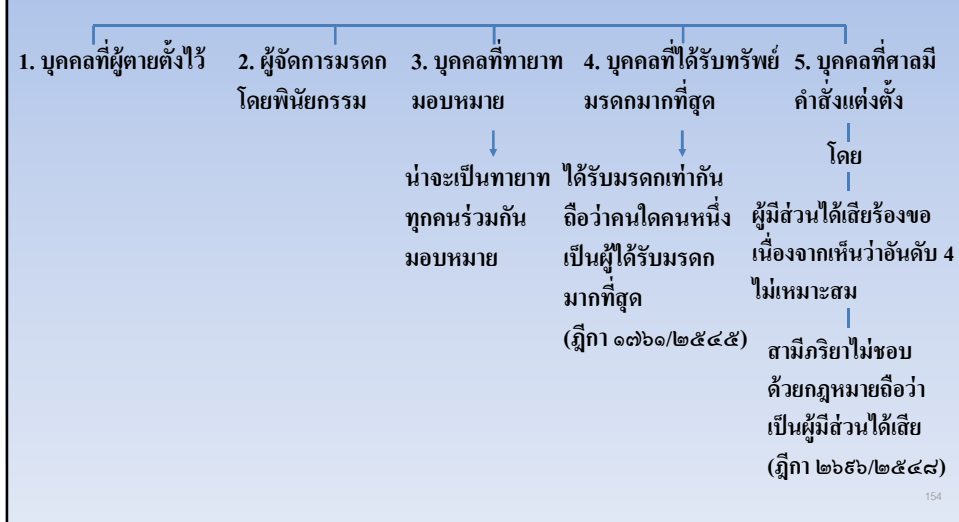 1. บุคคลที่ผู้ตายตั้งไว้
2. ผู้จัดการมรดก
โดยพินัยกรรม
3. บุคคลที่ทายาท
มอบหมาย
น่าจะเป็นทายาท
ทุกคนร่วมกัน
มอบหมาย
4. บุคคลที่ได้รับทรัพย์
มรดกมากที่สุด
ได้รับมรดกเท่ากัน
ถือว่าคนใดคนหนึ่ง
เป็นผู้ได้รับมรดก
มากที่สุด
(ฎีกา ๑๗๖๑/๒๕๔๕)
5. บุคคลที่ศาลมี
คำสั่งแต่งตั้ง
โดย
ผู้มีส่วนได้เสียร้องขอ
เนื่องจากเห็นว่าอันดับ 4
ไม่เหมาะสม
สามีภริยาไม่ชอบ
ด้วยกฎหมายถือว่า
เป็นผู้มีส่วนได้เสีย
(ฎีกา ๒๖๙๖/๒๕๔๘)
154